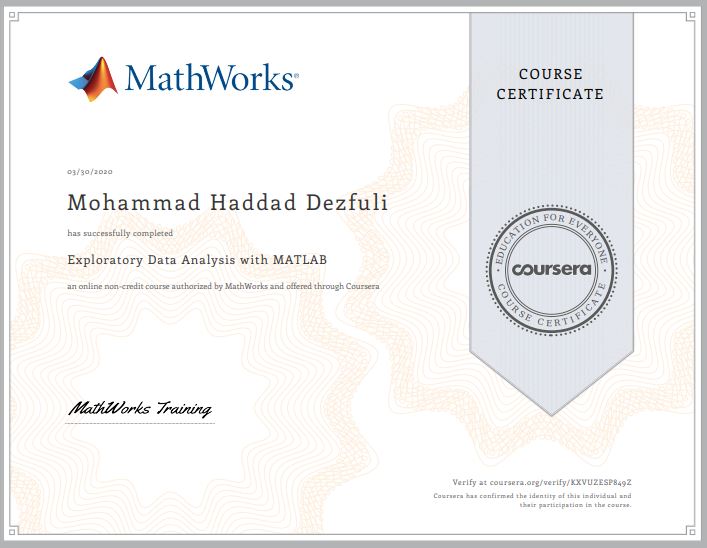 MathWorks®
COURSE
CERTIFICATE
03/30/2020
Mohammad Haddad Dezfuli
has successfully completed
Exploratory Data Analysis with MATLAB
an online non-credit course authorized by MathWorks and offered through Coursera
EDUCATION FOR EVERYONE
coursera
COURSE CERTIFICATE
MathWorks Training
Verify at coursera.org/verify/KXVUZESP849Z
Coursera has confirmed the identity of this individual and
their participation in the course.